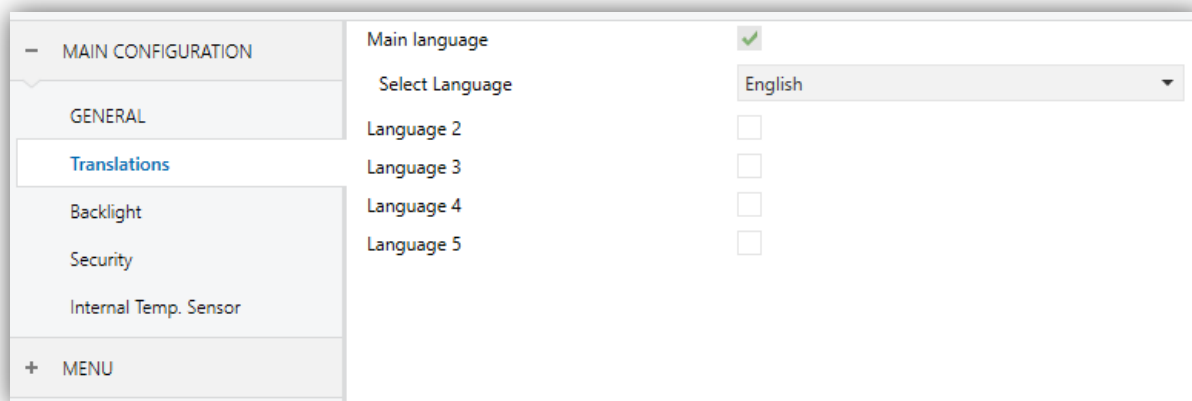 MAIN CONFIGURATION
GENERAL
Translations
Backlight
Security
Internal Temp. Sensor
MENU
Main language
Select Language
English
Language 2
Language 3
Language 4
Language 5